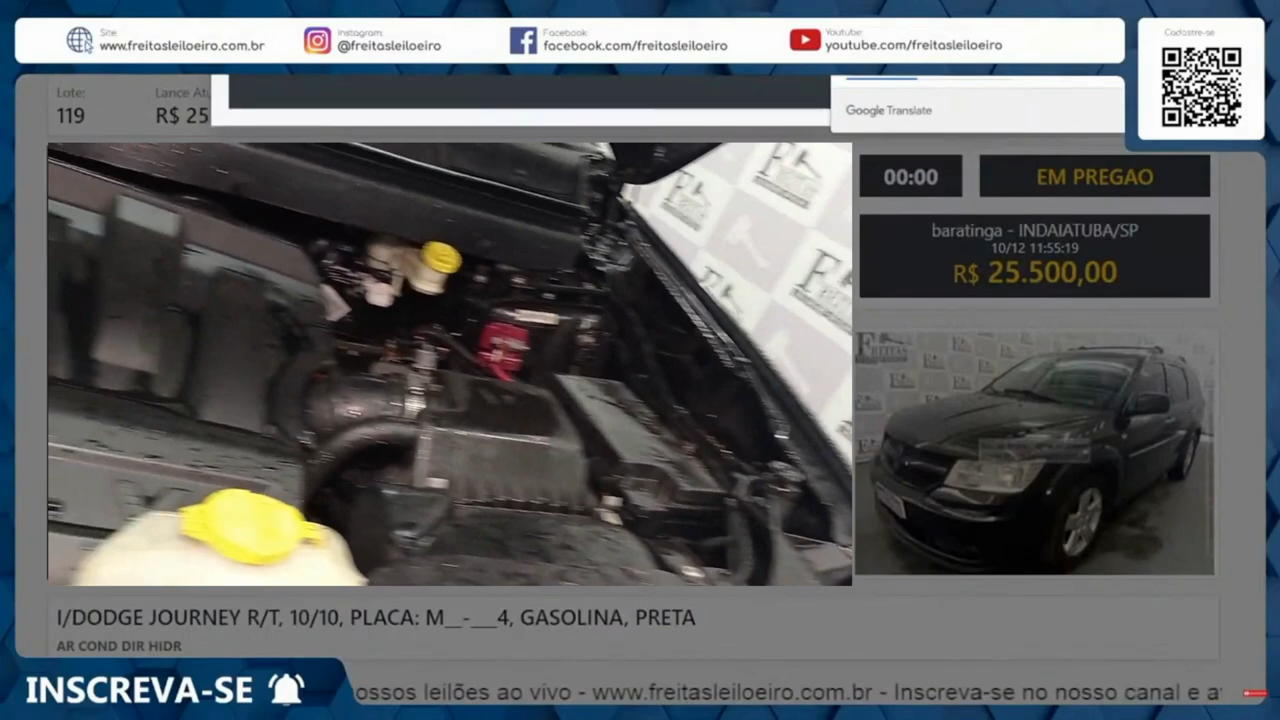 Site:
www.freitasleiloeiro.com.br
Instagram:
@freitasleiloeiro
Facebook:
facebook.com/freitasleiloeiro
Youtube:
youtube.com/freitasleiloeiro
Cadastre-se
Lote:
119
Lance Atu
R$ 25
Google Translate
00:00
EM PREGAO
baratinga - INDAIATUBA/SP
10/12 11:55:19
R$ 25.500,00
FREITAS
I/DODGE JOURNEY R/T, 10/10, PLACA: M__-___4, GASOLINA, PRETA
AR COND DIR HIDR
INSCREVA-SE
ossos leilões ao vivo - www.freitasleiloeiro.com.br - Inscreva-se no nosso canal e a